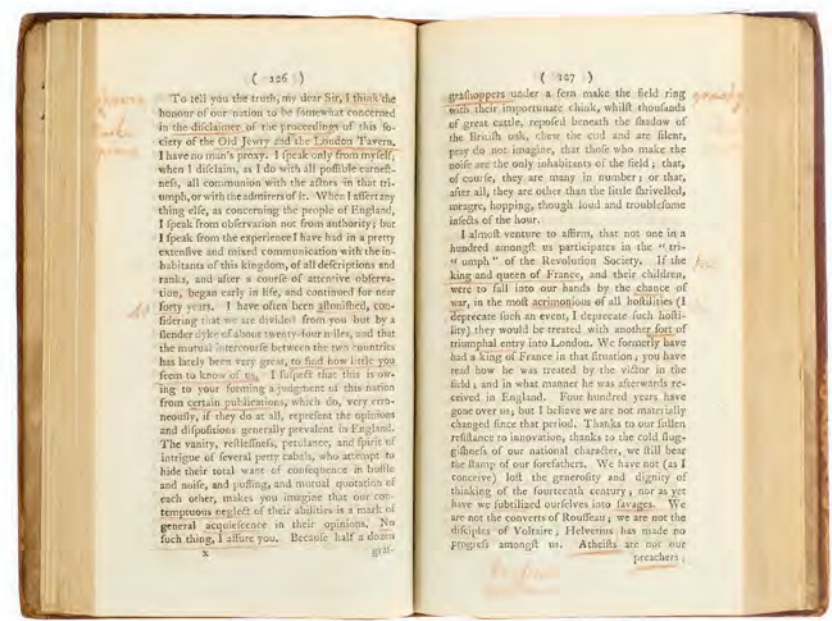 ( 126 )
To tell you the truth, my dear Sir, I think the
honour of our nation to be ſomewhat concerned
in the diſclaimer of the proceedings of this ſo-
ciety of the Old Jewry and the London Tavern.
I have no man's proxy. I ſpeak only from myſelf,
when I diſclaim, as I do with all poſſible earneſt-
neſs, all communion with the actors in that tri-
umph, or with the admirers of it. When I aſſert any
thing elſe, as concerning the people of England,
I ſpeak from obſervation not from authority; but
I ſpeak from the experience I have had in a pretty
extenſive and mixed communication with the in-
habitants of this kingdom, of all deſcriptions and
ranks, and after a courſe of attentive obſerva-
tion, began early in life, and continued for near
forty years. I have often been aſtoniſhed, con-
ſidering that we are divided from you but by a
ſlender dyke of about twenty-four miles, and that
the mutual intercourſe between the two countries
has lately been very great, to find how little you
ſeem to know of us. I ſuſpect that this is ow-
ing to your forming a judgment of this nation
from certain publications, which do, very erro-
neouſly, if they do at all, repreſent the opinions
and diſpoſitions generally prevalent in England.
The vanity, reſtleſſneſs, petulance, and ſpirit of
intrigue of ſeveral petty cabals, who attempt to
hide their total want of conſequence in buſtle
and noiſe, and puffing, and mutual quotation of
each other, makes you imagine that our con-
temptuous neglect of their abilities is a mark of
general acquieſcence in their opinions. No
ſuch thing, I aſſure you. Becauſe half a dozen
X
graſ-
( 127 )
graſhoppers under a fern make the field ring
with their importunate chink, whilſt thouſands
of great cattle, repoſed beneath the ſhadow of
the Britiſh oak, chew the cud and are ſilent,
pray do not imagine, that thoſe who make the
noiſe are the only inhabitants of the field; that,
of courſe, they are many in number; or that,
after all, they are other than the little ſhrivelled,
meagre, hopping, though loud and troubleſome
inſects of the hour.
I almoſt venture to affirm, that not one in a
hundred amongſt us participates in the “ tri-
“ umph ” of the Revolution Society. If the
king and queen of France, and their children,
were to fall into our hands by the chance of
war, in the moſt acrimonious of all hoſtilities (I
deprecate ſuch an event, I deprecate ſuch hoſti-
lity) they would be treated with another ſort of
triumphal entry into London. We formerly have
had a king of France in that ſituation; you have
read how he was treated by the victor in the
field; and in what manner he was afterwards re-
ceived in England. Four hundred years have
gone over us; but I believe we are not materially
changed ſince that period. Thanks to our ſullen
reſiſtance to innovation, thanks to the cold ſlug-
giſhneſs of our national character, we ſtill bear
the ſtamp of our forefathers. We have not (as I
conceive) loſt the generoſity and dignity of
thinking of the fourteenth century; nor as yet
have we ſubtilized ourſelves into ſavages. We
are not the converts of Rouſſeau; we are not the
diſciples of Voltaire; Helvetius has made no
progreſs amongſt us. Atheiſts are not our
preachers;